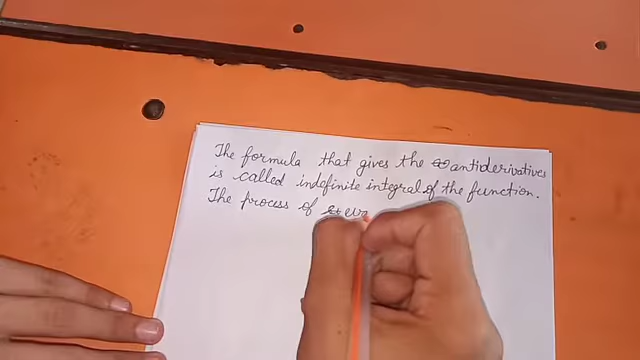 The formula that gives the antiderivatives
is called indefinite integral of the function.
The process of